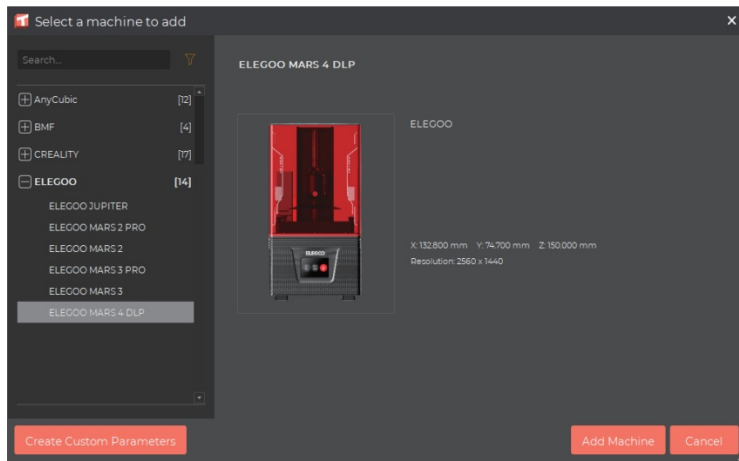 Select a machine to add
Search...
AnyCubic [12]
BMF [4]
CREALITY [17]
ELEGOO [14]
ELEGOO JUPITER
ELEGOO MARS 2 PRO
ELEGOO MARS 2
ELEGOO MARS 3 PRO
ELEGOO MARS 3
ELEGOO MARS 4 DLP
ELEGOO MARS 4 DLP
ELEGOO
ELEGOO
X: 132.800 mm Y: 74.700 mm Z: 150.000 mm
Resolution: 2560 x 1440
Create Custom Parameters
Add Machine
Cancel